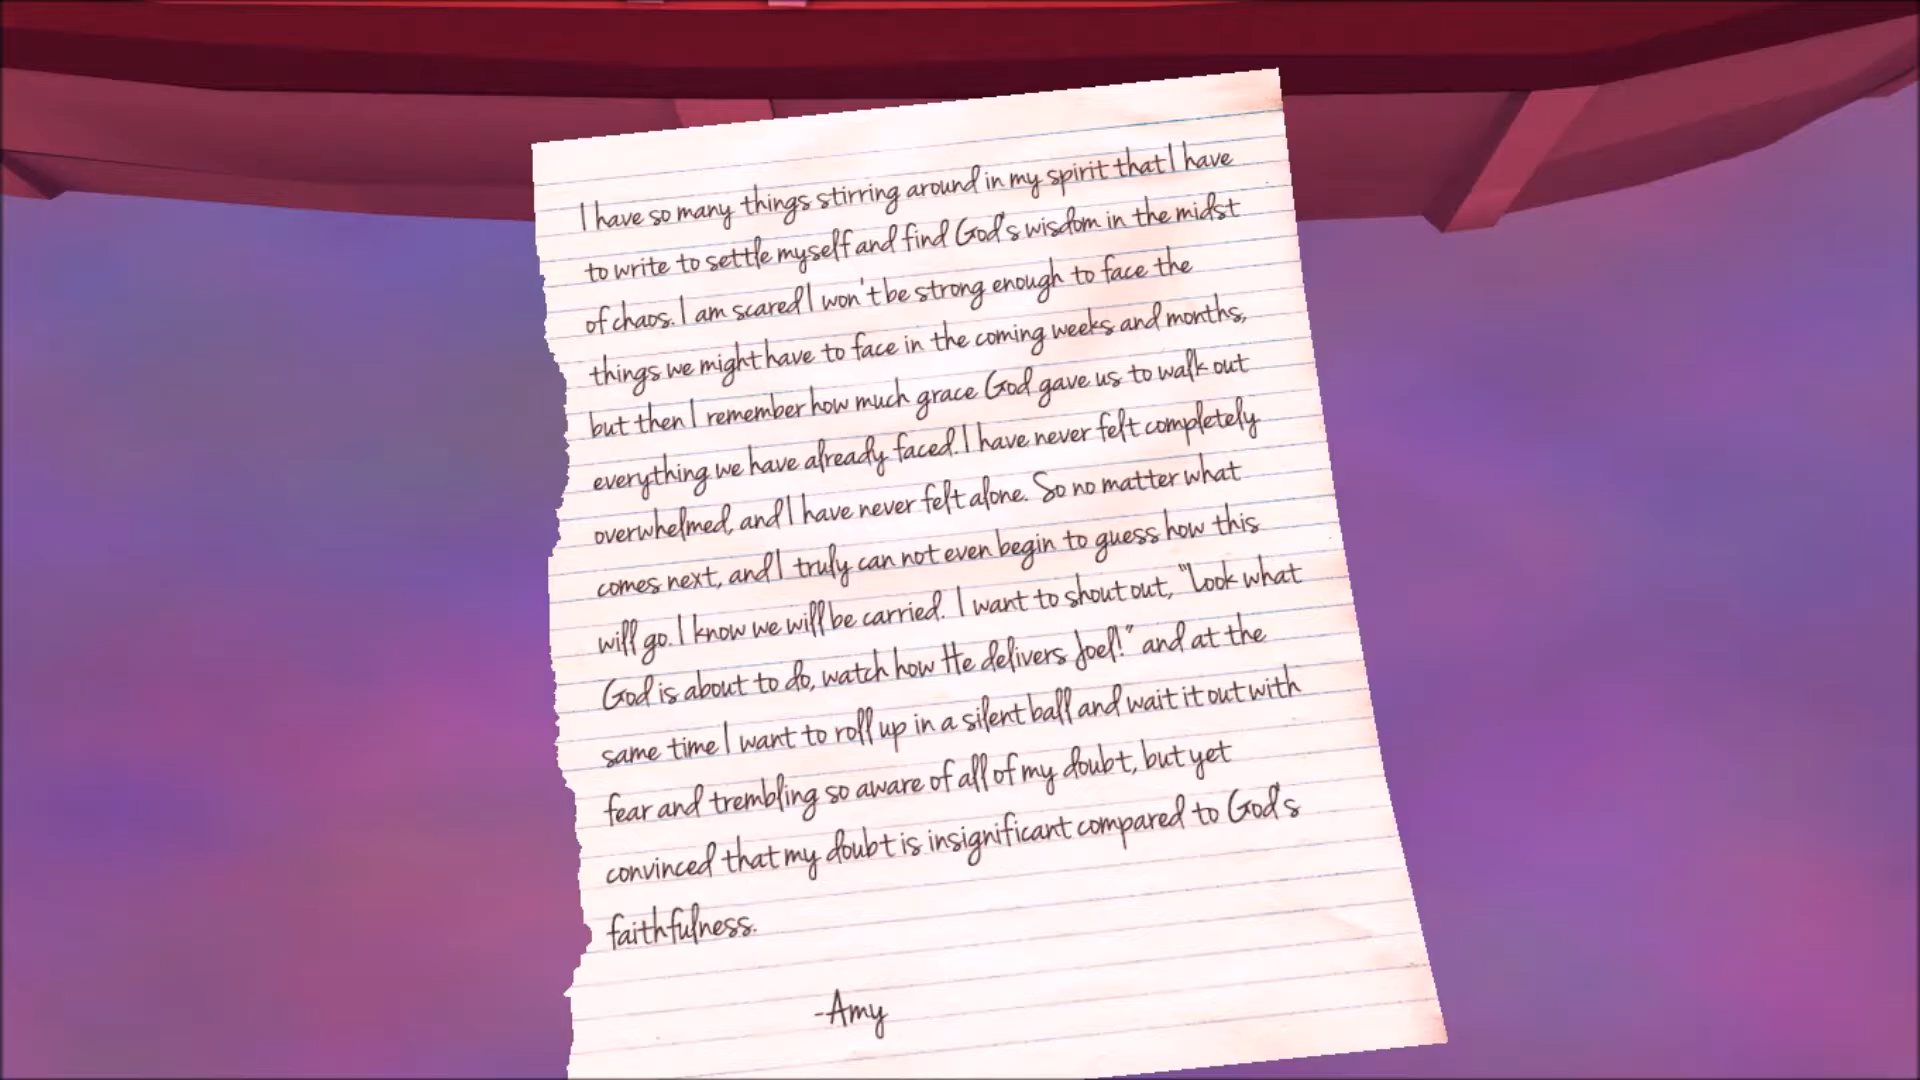 I have so many things stirring around in my spirit that I have
to write to settle myself and find God's wisdom in the midst
of chaos. I am scared I won't be strong enough to face the
things we might have to face in the coming weeks and months,
but then I remember how much grace God gave us to walk out
everything we have already faced. I have never felt completely
overwhelmed, and I have never felt alone. So no matter what
comes next, and I truly can not even begin to guess how this
will go. I know we will be carried. I want to shout out, "Look what
God is about to do, watch how He delivers Joel!" and at the
same time I want to roll up in a silent ball and wait it out with
fear and trembling so aware of all of my doubt, but yet
convinced that my doubt is insignificant compared to God's
faithfulness.
-Amy